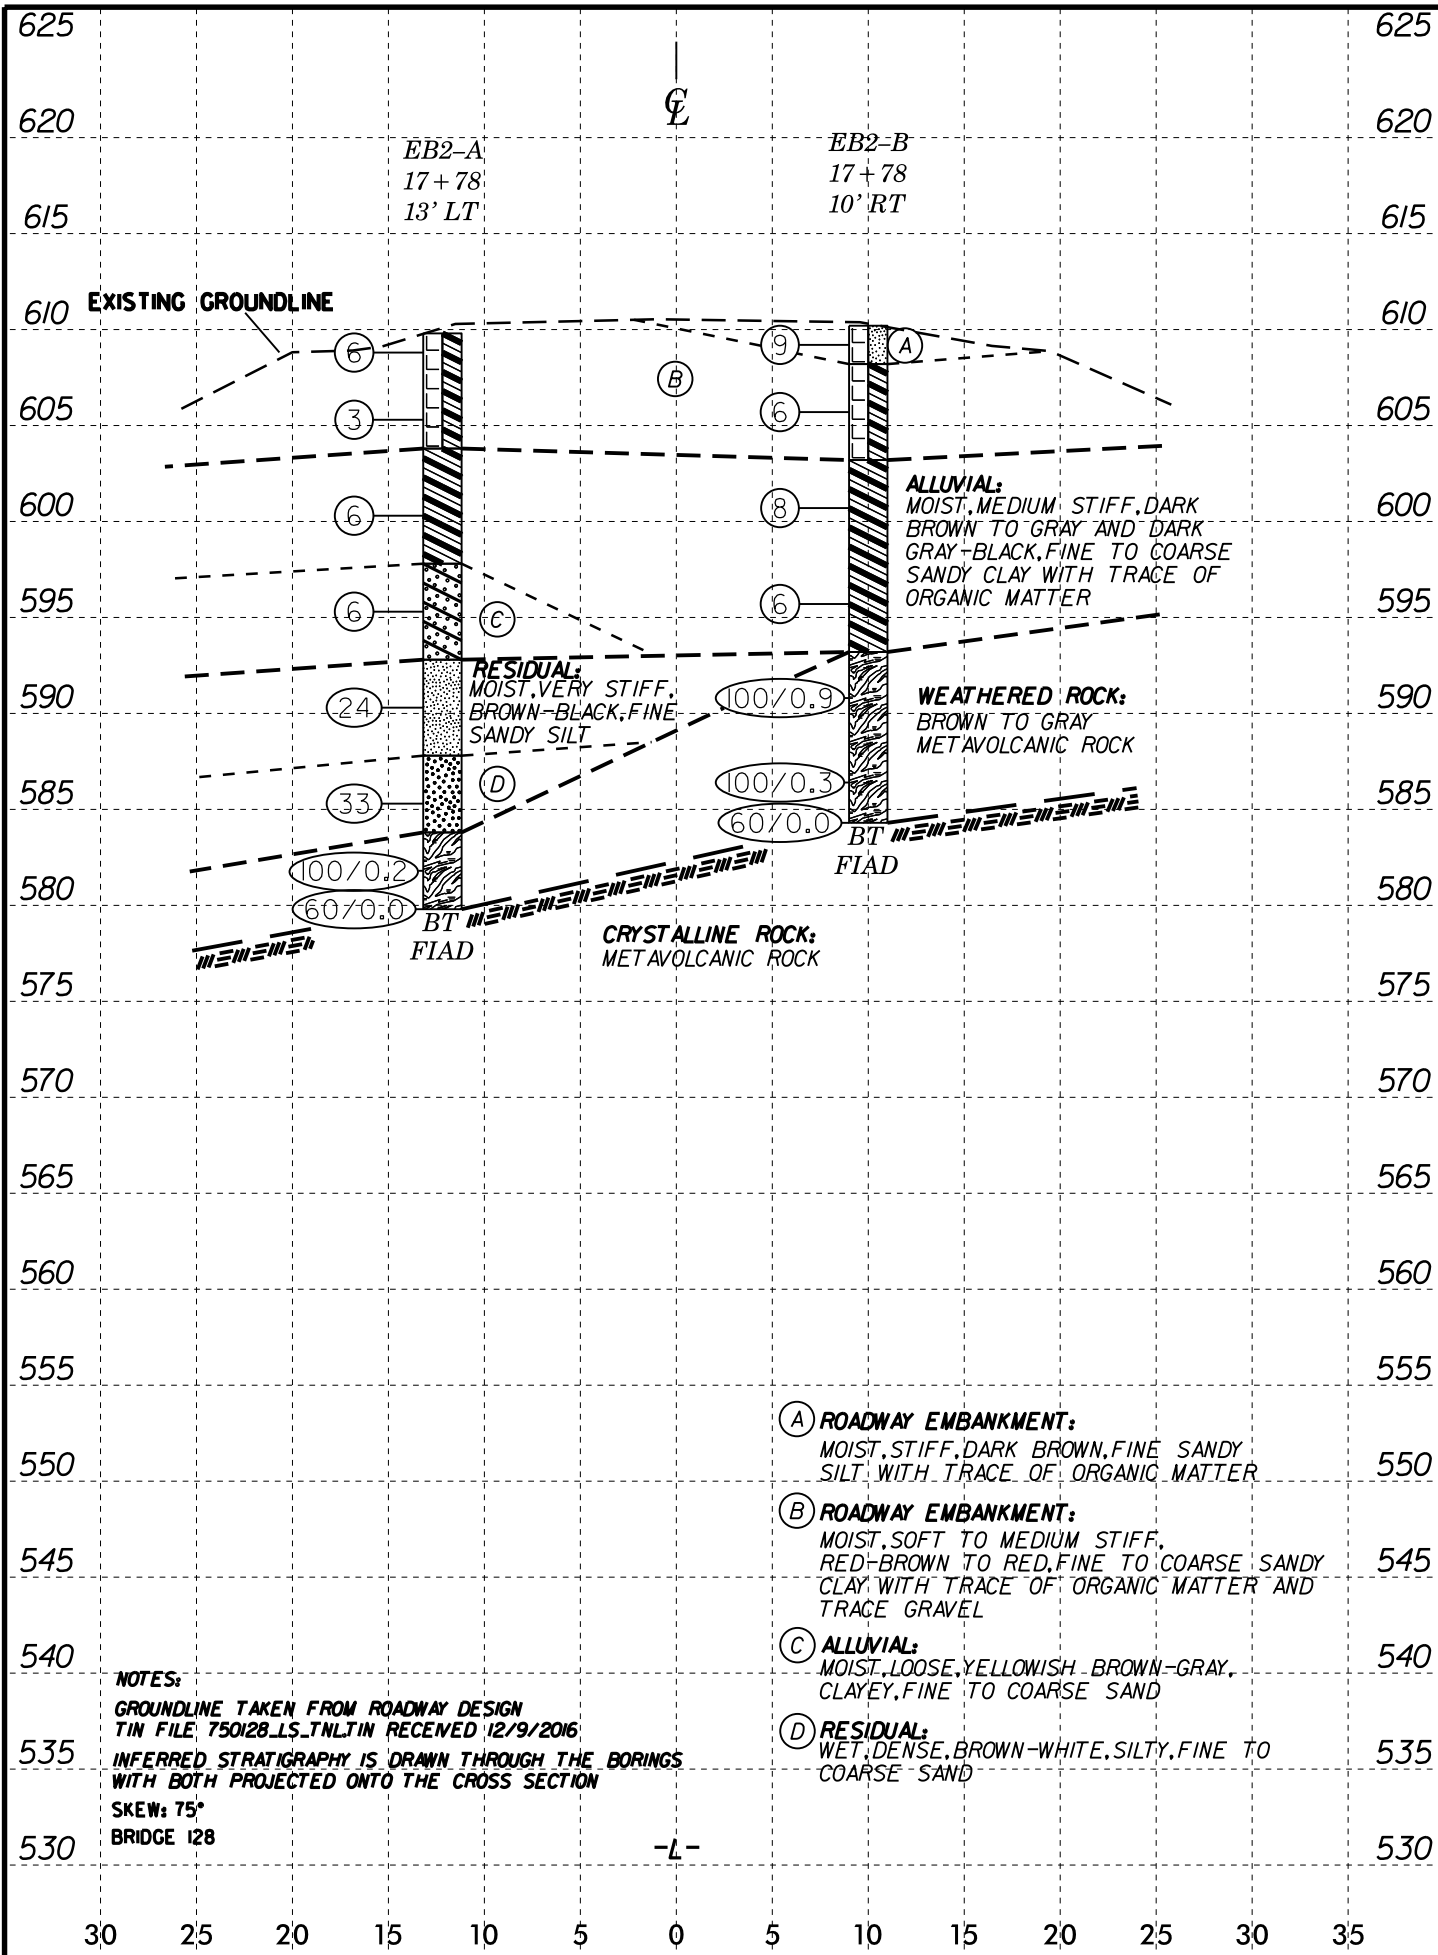 625
625
℄
620
620
EB2-A
17+78
13' LT
EB2-B
17+78
10' RT
615
615
EXISTING GROUNDLINE
610
610
6
9
A
B
605
605
3
6
ALLUVIAL:
MOIST, MEDIUM STIFF, DARK
BROWN TO GRAY AND DARK
GRAY-BLACK, FINE TO COARSE
SANDY CLAY WITH TRACE OF
ORGANIC MATTER
600
600
6
8
595
595
6
C
6
RESIDUAL:
MOIST, VERY STIFF,
BROWN-BLACK, FINE
SANDY SILT
WEATHERED ROCK:
BROWN TO GRAY
METAVOLCANIC ROCK
590
590
24
100/0.9
D
100/0.3
585
585
33
60/0.0
BT
FIAD
100/0.2
580
580
60/0.0
BT
FIAD
CRYSTALLINE ROCK:
METAVOLCANIC ROCK
575
575
570
570
565
565
560
560
555
555
A ROADWAY EMBANKMENT:
MOIST, STIFF, DARK BROWN, FINE SANDY
SILT WITH TRACE OF ORGANIC MATTER
550
550
B ROADWAY EMBANKMENT:
MOIST, SOFT TO MEDIUM STIFF,
RED-BROWN TO RED, FINE TO COARSE SANDY
CLAY WITH TRACE OF ORGANIC MATTER AND
TRACE GRAVEL
545
545
C ALLUVIAL:
MOIST, LOOSE, YELLOWISH BROWN-GRAY,
CLAYEY, FINE TO COARSE SAND
540
540
D RESIDUAL:
WET, DENSE, BROWN-WHITE, SILTY, FINE TO
COARSE SAND
NOTES:
GROUNDLINE TAKEN FROM ROADWAY DESIGN
TIN FILE 750128_LS_TNL.TIN RECEIVED 12/9/2016
535
535
INFERRED STRATIGRAPHY IS DRAWN THROUGH THE BORINGS
WITH BOTH PROJECTED ONTO THE CROSS SECTION
SKEW: 75°
BRIDGE 128
530
530
-L-
30 25 20 15 10 5 0 5 10 15 20 25 30 35